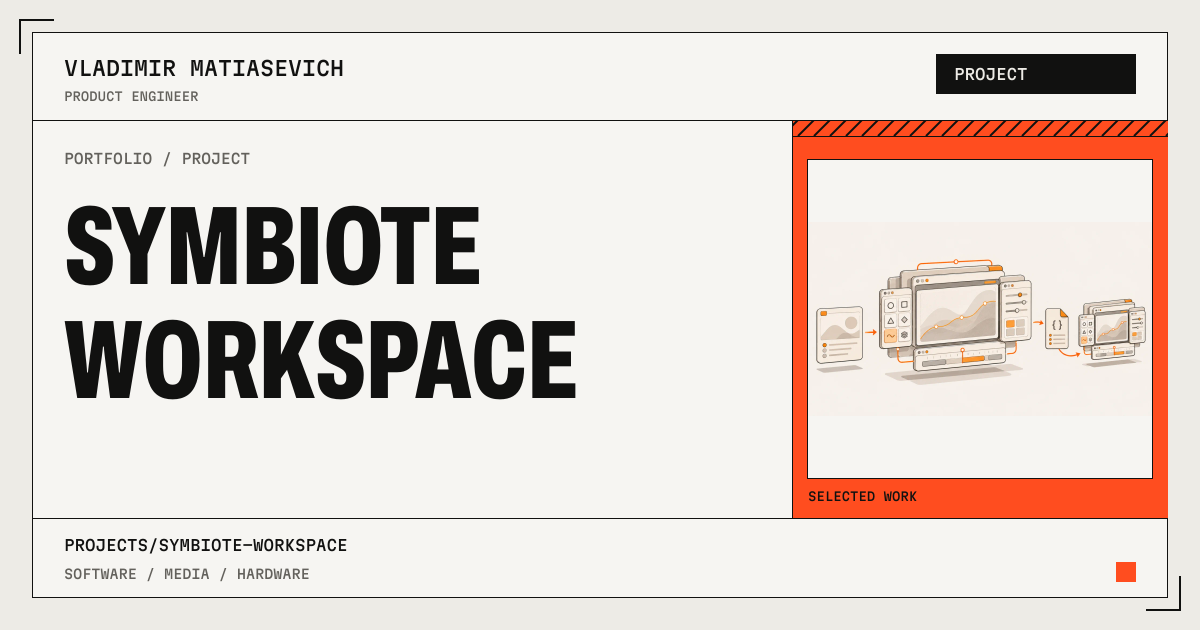 VLADIMIR MATIASEVICH
PRODUCT ENGINEER
PROJECT
PORTFOLIO / PROJECT
SYMBIOTE
WORKSPACE
{}
SELECTED WORK
PROJECTS/SYMBIOTE—WORKSPACE
SOFTWARE / MEDIA / HARDWARE